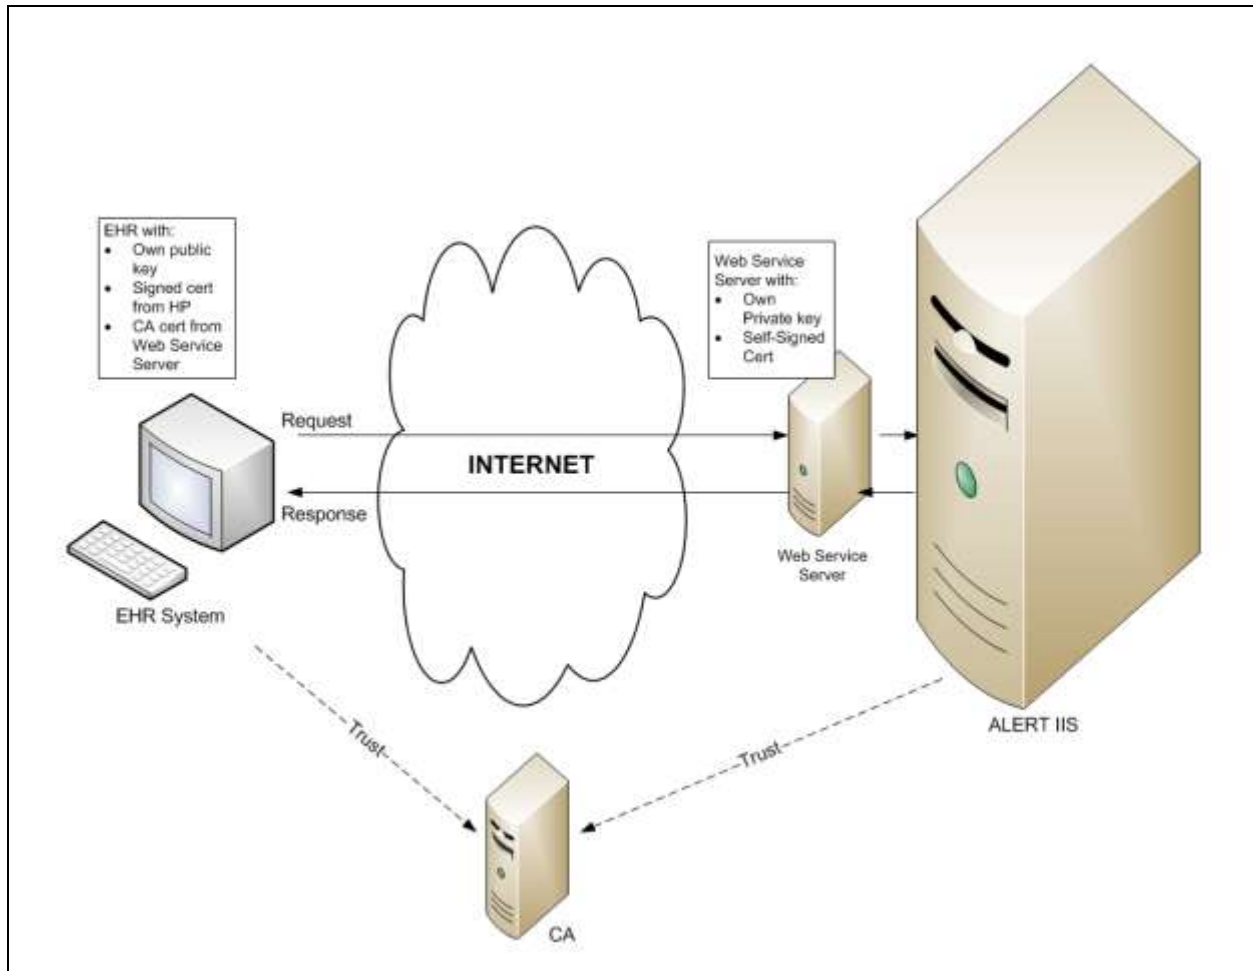 EHR with:
• Own public
key
• Signed cert
from HP
• CA cert from
Web Service
Server
Web Service
Server with:
• Own
Private key
• Self-Signed
Cert
Request
INTERNET
Response
Web Service
Server
EHR System
ALERT IIS
Trust
Trust
CA